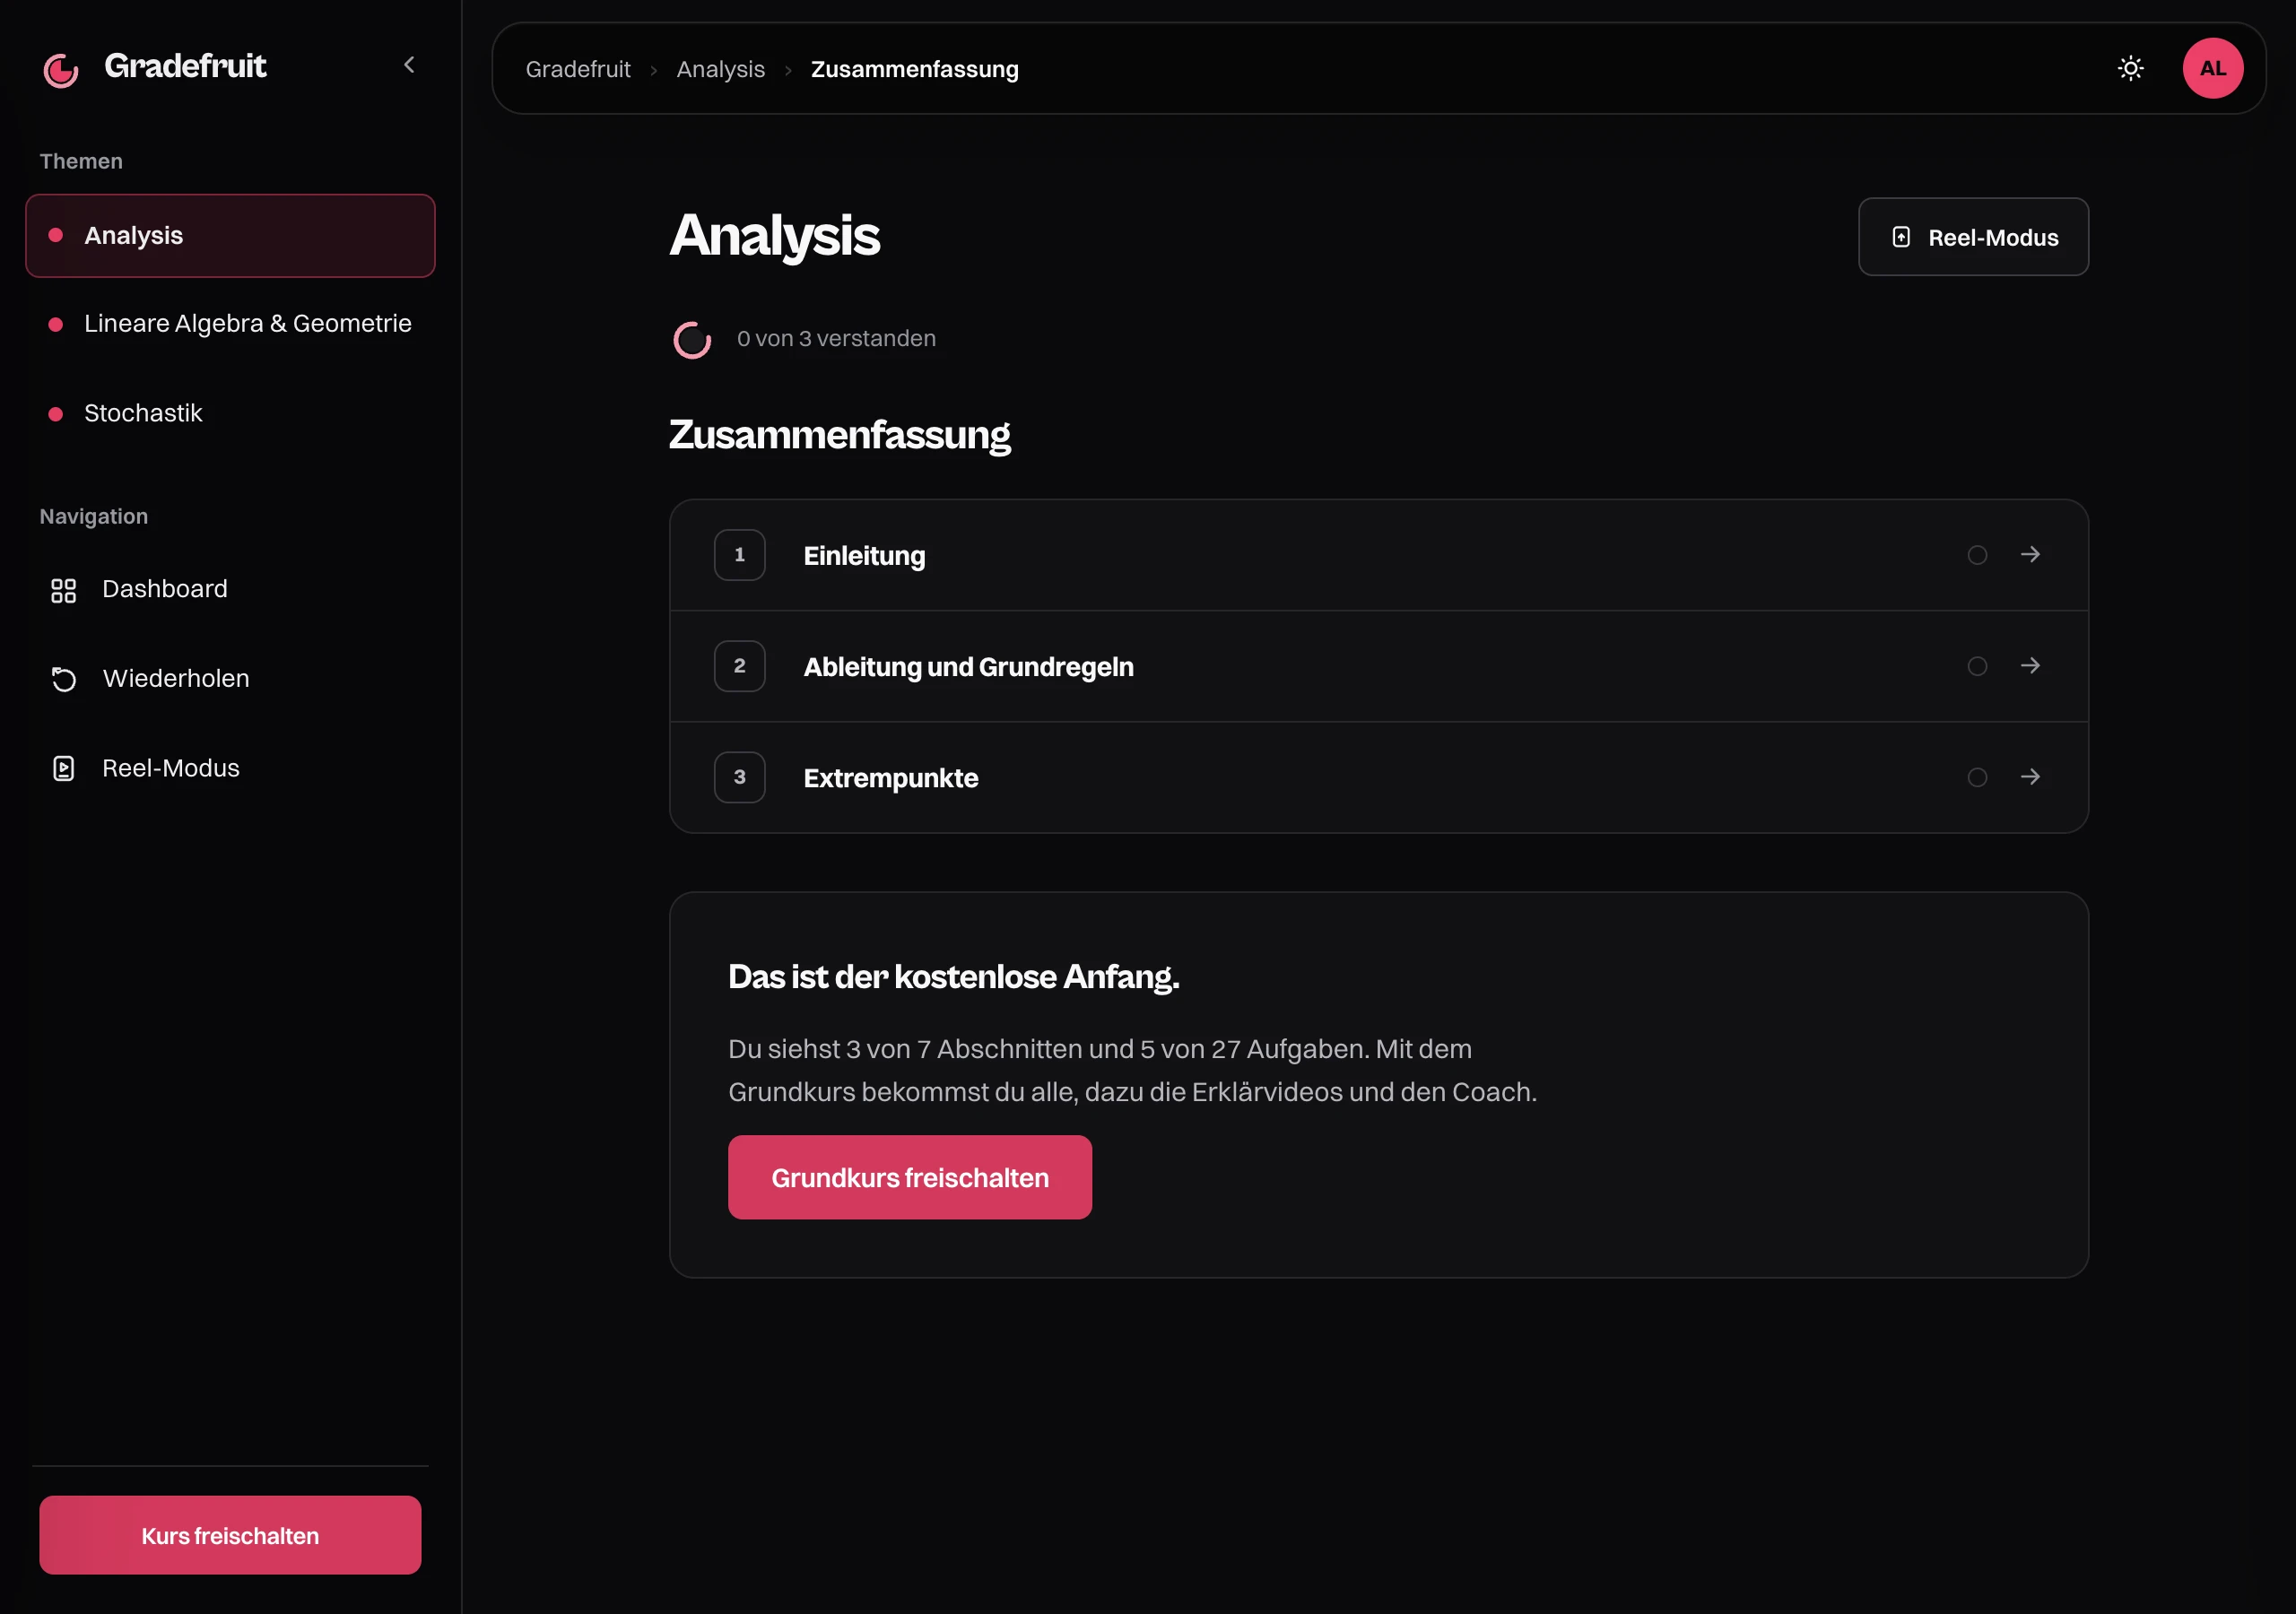 Gradefruit
Themen
Analysis
Lineare Algebra & Geometrie
Stochastik
Navigation
Dashboard
Wiederholen
Reel-Modus
Kurs freischalten
Gradefruit › Analysis › Zusammenfassung
AL
Analysis
Reel-Modus
0 von 3 verstanden
Zusammenfassung
1 Einleitung
2 Ableitung und Grundregeln
3 Extrempunkte
Das ist der kostenlose Anfang.
Du siehst 3 von 7 Abschnitten und 5 von 27 Aufgaben. Mit dem
Grundkurs bekommst du alle, dazu die Erklärvideos und den Coach.
Grundkurs freischalten